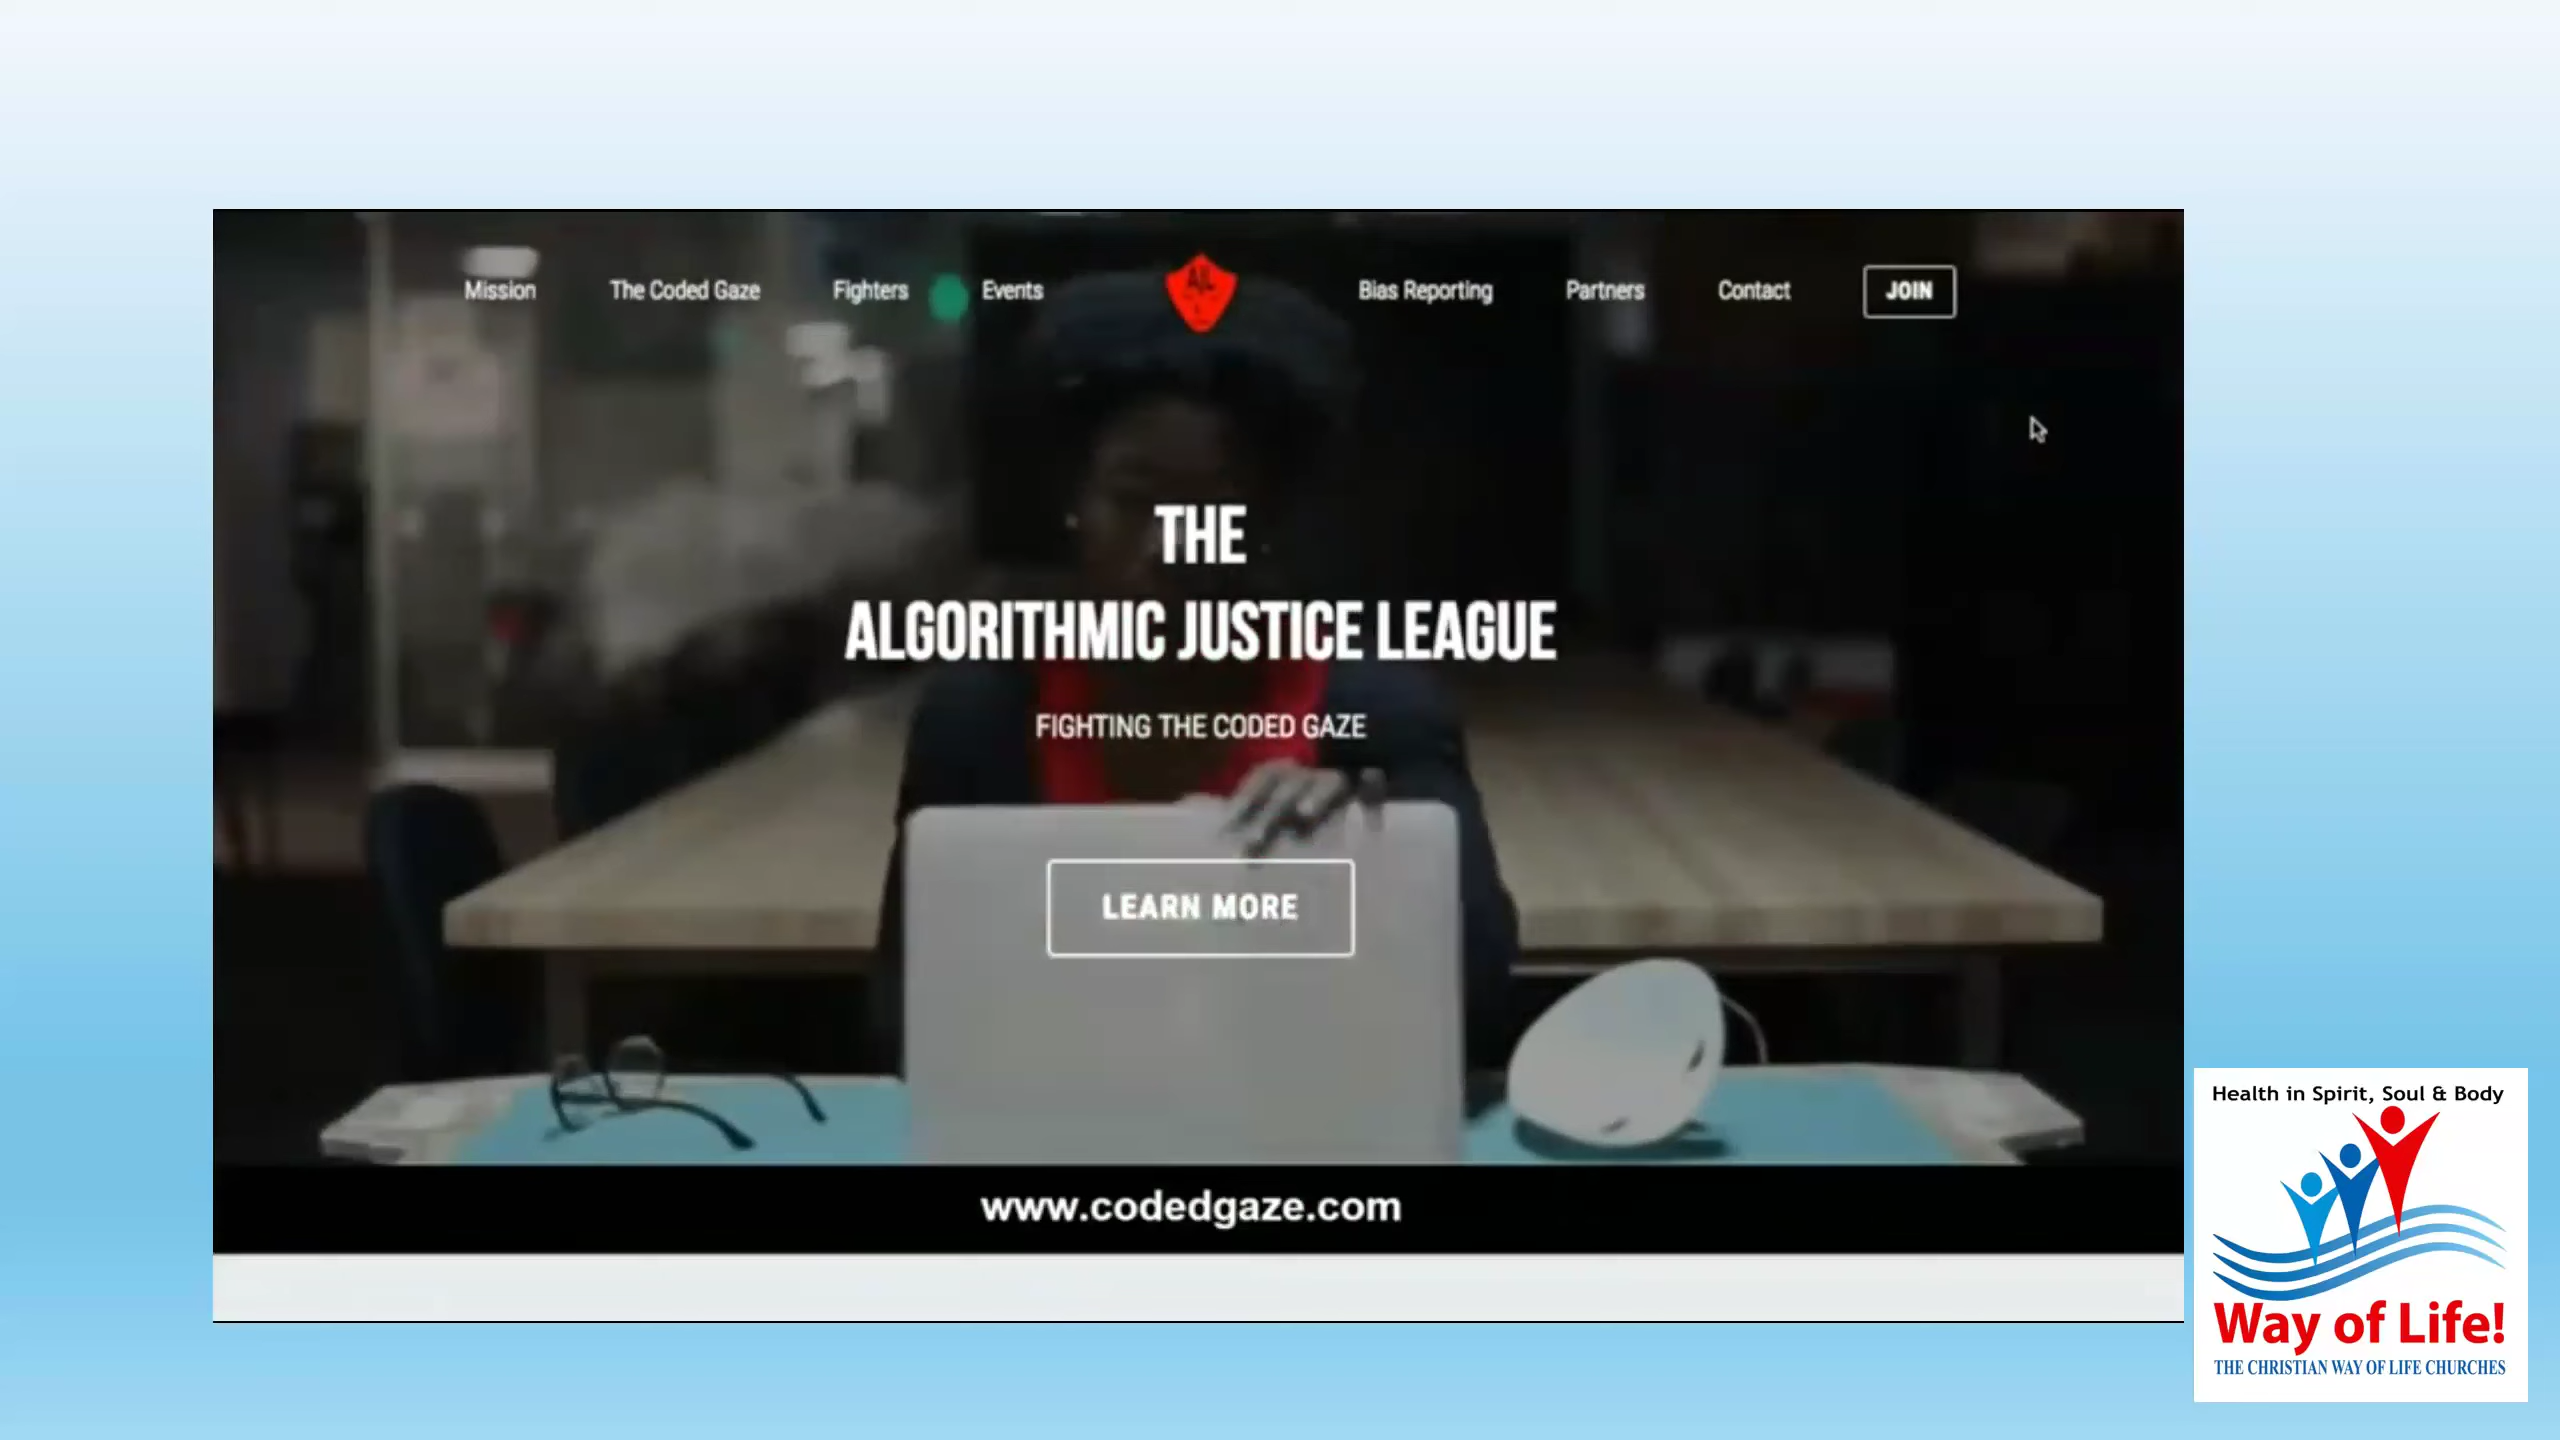 Mission The Coded Gaze Fighters Events AJL Bias Reporting Partners Contact JOIN
THE
ALGORITHMIC JUSTICE LEAGUE
FIGHTING THE CODED GAZE
LEARN MORE
www.codedgaze.com
Health in Spirit, Soul & Body
Way of Life!
THE CHRISTIAN WAY OF LIFE CHURCHES